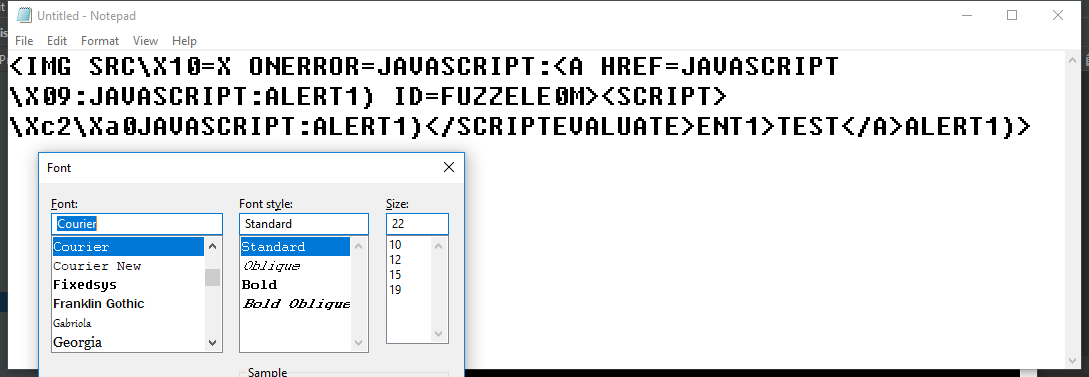 Untitled - Notepad
File Edit Format View Help
<IMG SRC\X10=X ONERROR=JAVASCRIPT:<A HREF=JAVASCRIPT
\X09:JAVASCRIPT:ALERT1) ID=FUZZELE0M><SCRIPT>
\Xc2\Xa0JAVASCRIPT:ALERT1)</SCRIPTEVALUATE>ENT1>TEST</A>ALERT1)>
Font
Font: Font style: Size:
Courier Standard 22
Courier Standard 10
Courier New Oblique 12
Fixedsys Bold 15
Franklin Gothic Bold Oblique 19
Gabriola
Georgia
Sample